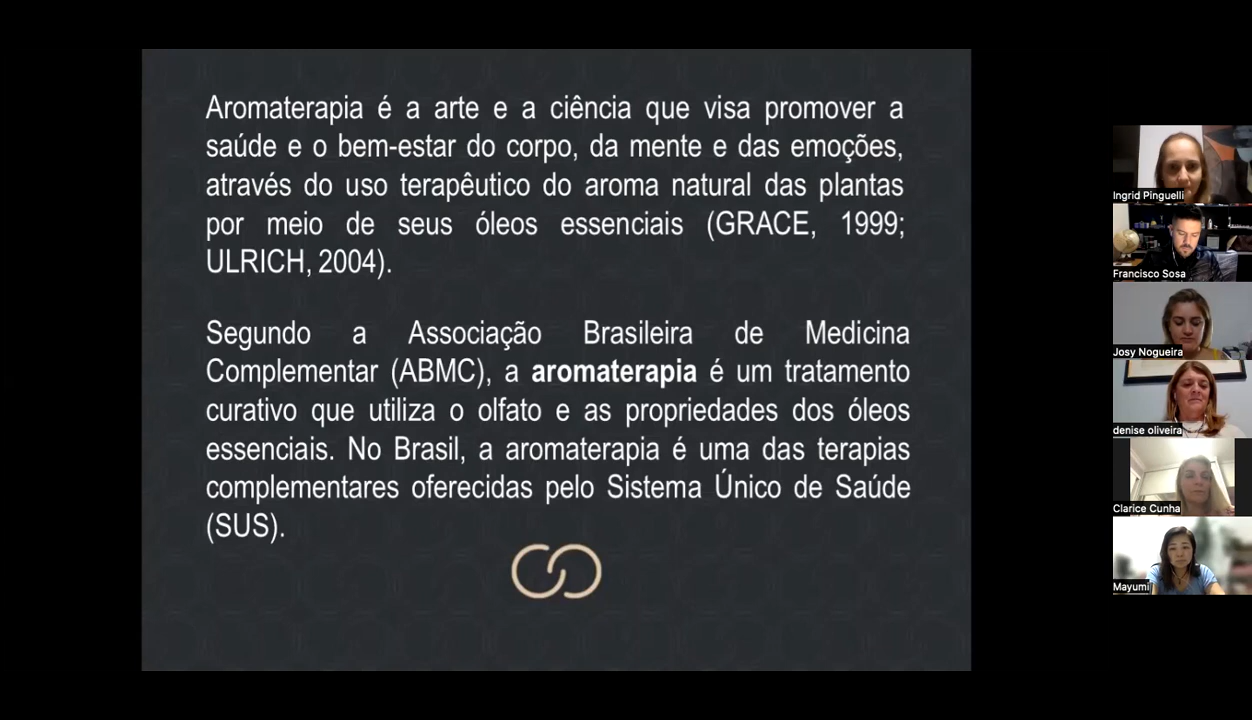 Aromaterapia é a arte e a ciência que visa promover a
saúde e o bem-estar do corpo, da mente e das emoções,
através do uso terapêutico do aroma natural das plantas
por meio de seus óleos essenciais (GRACE, 1999;
ULRICH, 2004).
Segundo a Associação Brasileira de Medicina
Complementar (ABMC), a aromaterapia é um tratamento
curativo que utiliza o olfato e as propriedades dos óleos
essenciais. No Brasil, a aromaterapia é uma das terapias
complementares oferecidas pelo Sistema Único de Saúde
(SUS).
Ingrid Pinguelli
Francisco Sosa
Josy Nogueira
denise oliveira
Clarice Cunha
Mayumi